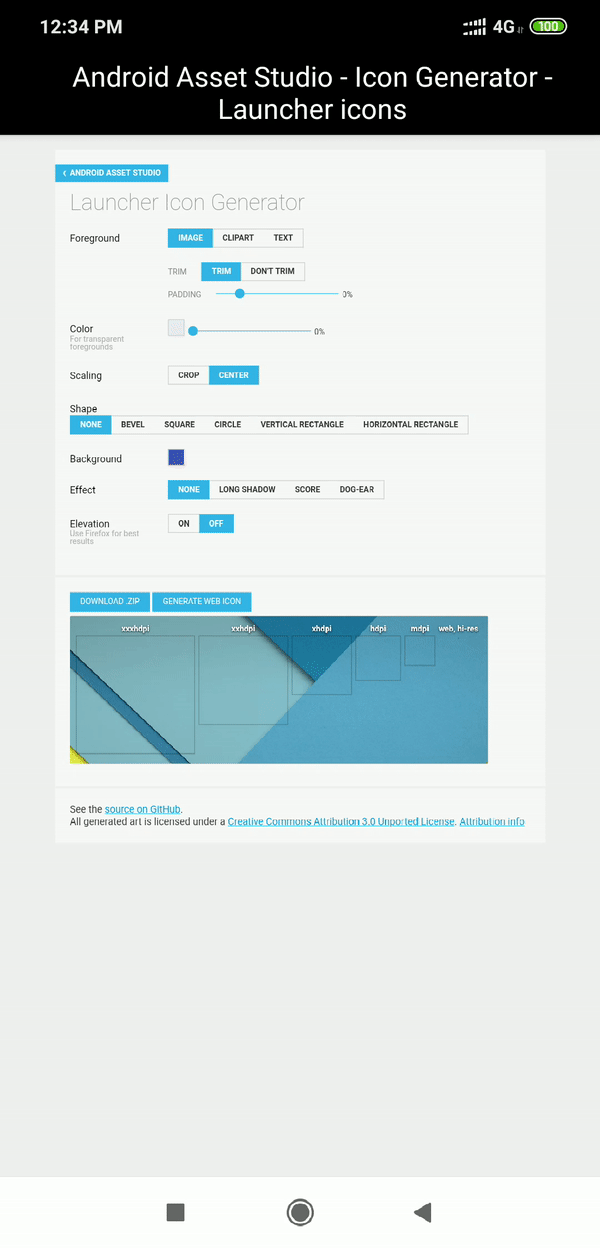 12:34 PM
4G
100
Android Asset Studio - Icon Generator -
Launcher icons
‹ ANDROID ASSET STUDIO
Launcher Icon Generator
Foreground
IMAGE CLIPART TEXT
TRIM
TRIM DON'T TRIM
PADDING
0%
Color
For transparent
foregrounds
0%
Scaling
CROP CENTER
Shape
NONE BEVEL SQUARE CIRCLE VERTICAL RECTANGLE HORIZONTAL RECTANGLE
Background
Effect
NONE LONG SHADOW SCORE DOG-EAR
Elevation
Use Firefox for best
results
ON OFF
DOWNLOAD .ZIP GENERATE WEB ICON
xxxhdpi xxhdpi xhdpi hdpi mdpi web, hi-res
See the source on GitHub.
All generated art is licensed under a Creative Commons Attribution 3.0 Unported License. Attribution info